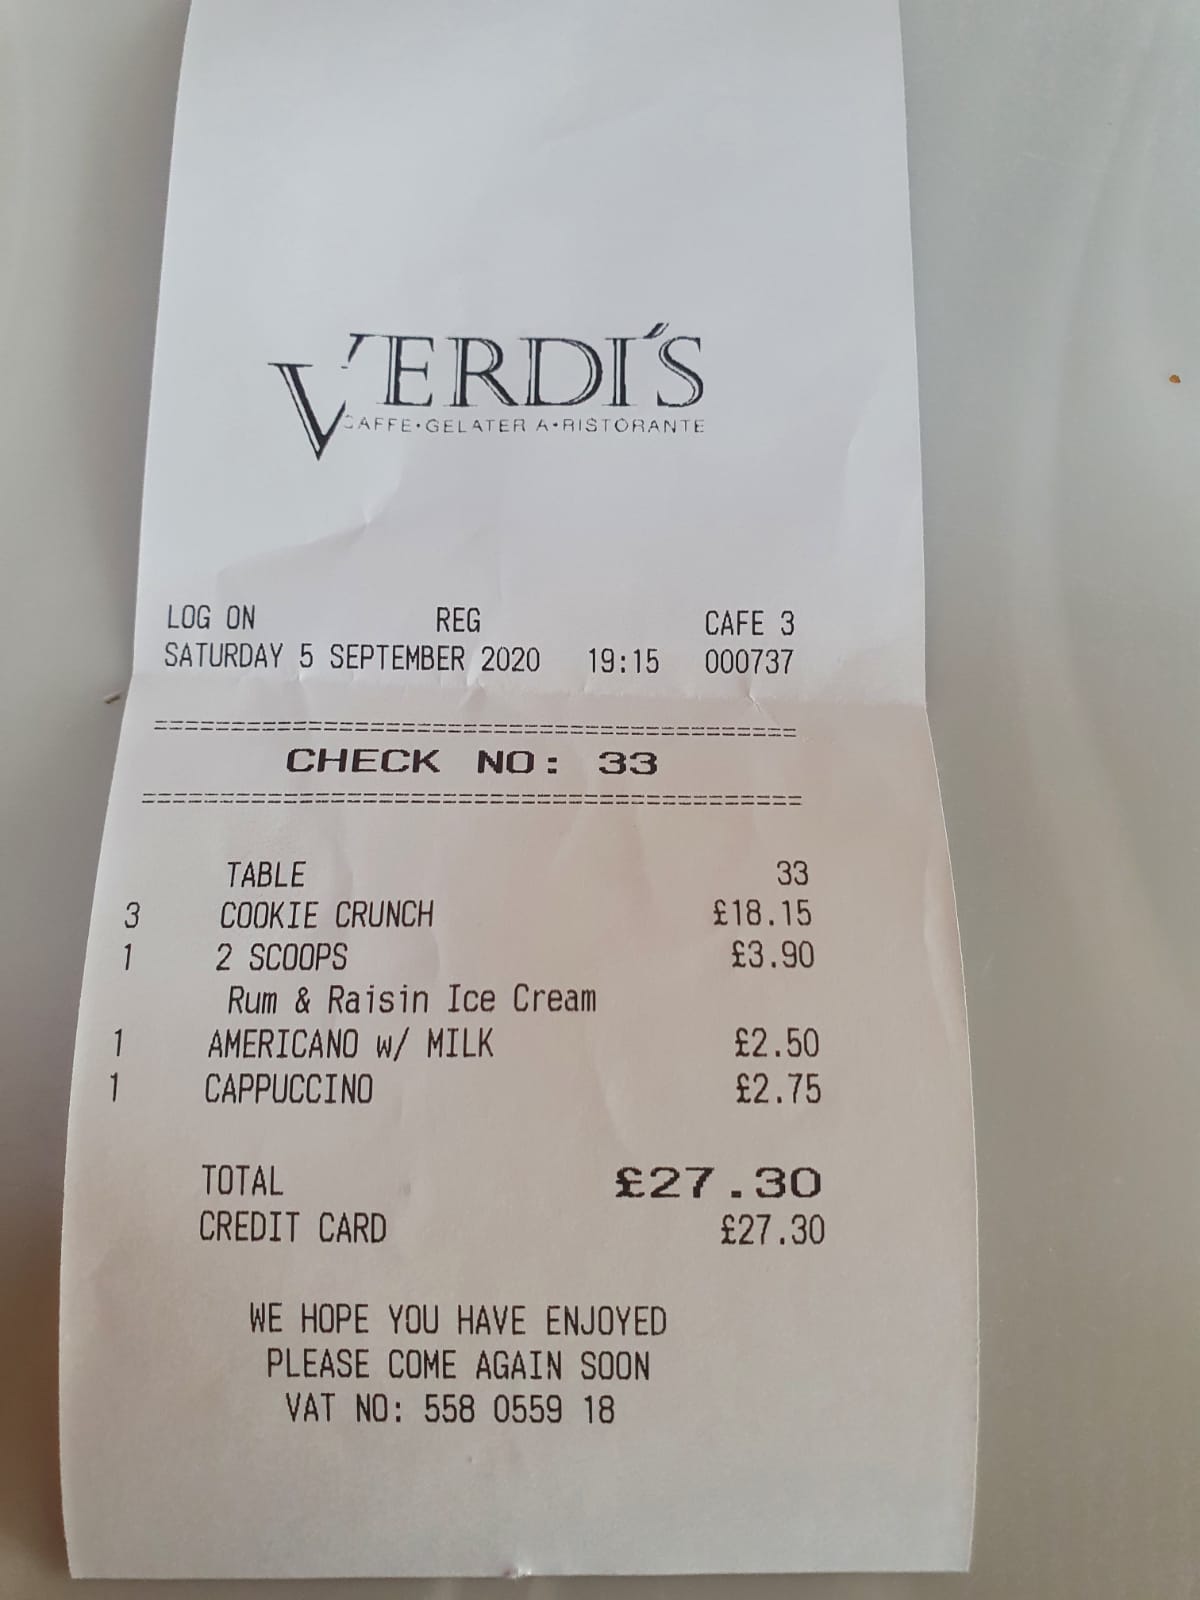 VERDI'S
CAFFE·GELATERIA·RISTORANTE
LOG ON REG CAFE 3
SATURDAY 5 SEPTEMBER 2020 19:15 000737
==========================================
CHECK NO: 33
==========================================
TABLE 33
3 COOKIE CRUNCH £18.15
1 2 SCOOPS £3.90
Rum & Raisin Ice Cream
1 AMERICANO w/ MILK £2.50
1 CAPPUCCINO £2.75
TOTAL £27.30
CREDIT CARD £27.30
WE HOPE YOU HAVE ENJOYED
PLEASE COME AGAIN SOON
VAT NO: 558 0559 18